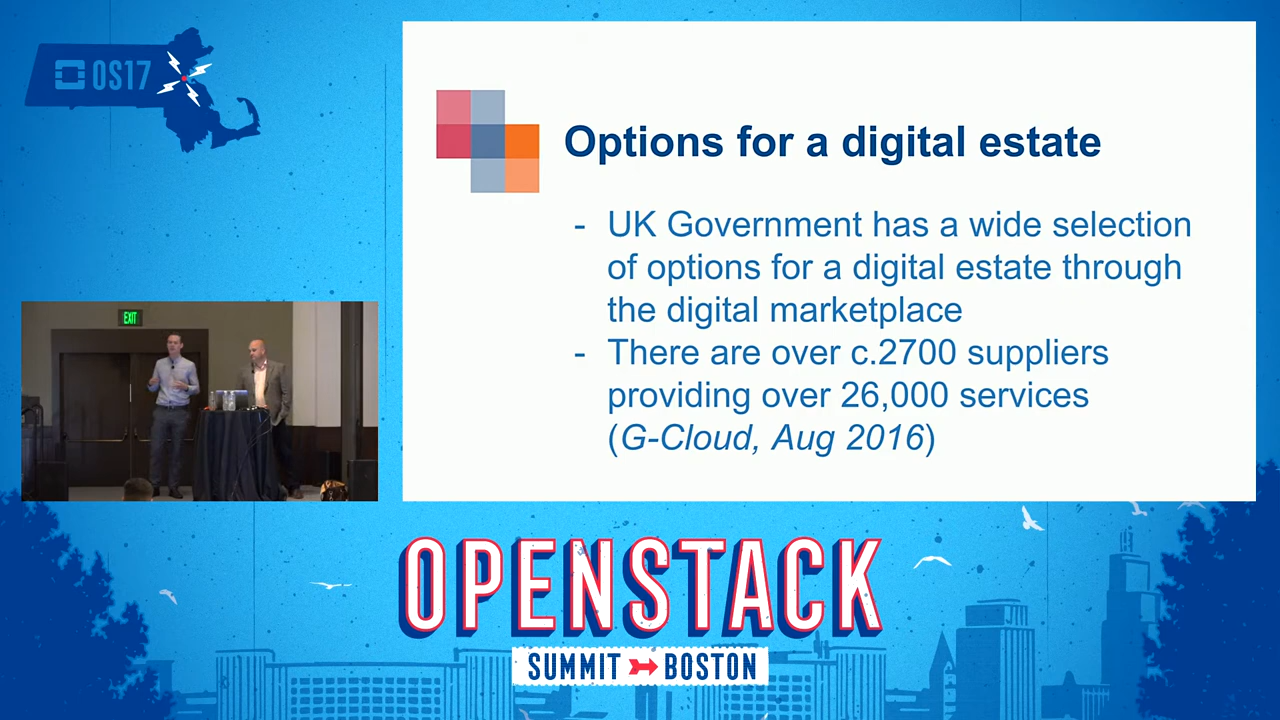 OS17
Options for a digital estate
- UK Government has a wide selection
of options for a digital estate through
the digital marketplace
- There are over c.2700 suppliers
providing over 26,000 services
(G-Cloud, Aug 2016)
EXIT
OPENSTACK
SUMMIT BOSTON